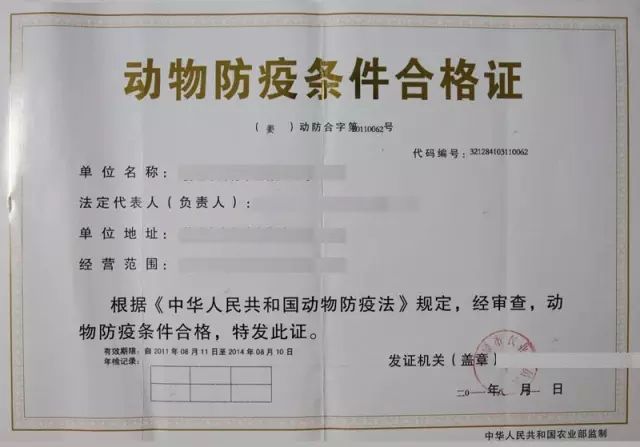 动物防疫条件合格证
（ 姜 ）动防合字第20110062号
代码编号：321284103110062
单位名称：
法定代表人（负责人）：
单位地址：
经营范围：
根据《中华人民共和国动物防疫法》规定，经审查，动
物防疫条件合格，特发此证。
有效期限：自 2011 年 08 月 11 日至 2014 年 08 月 10 日
年检记录：
发证机关（盖章）
二〇一 年八月一 日
中华人民共和国农业部监制